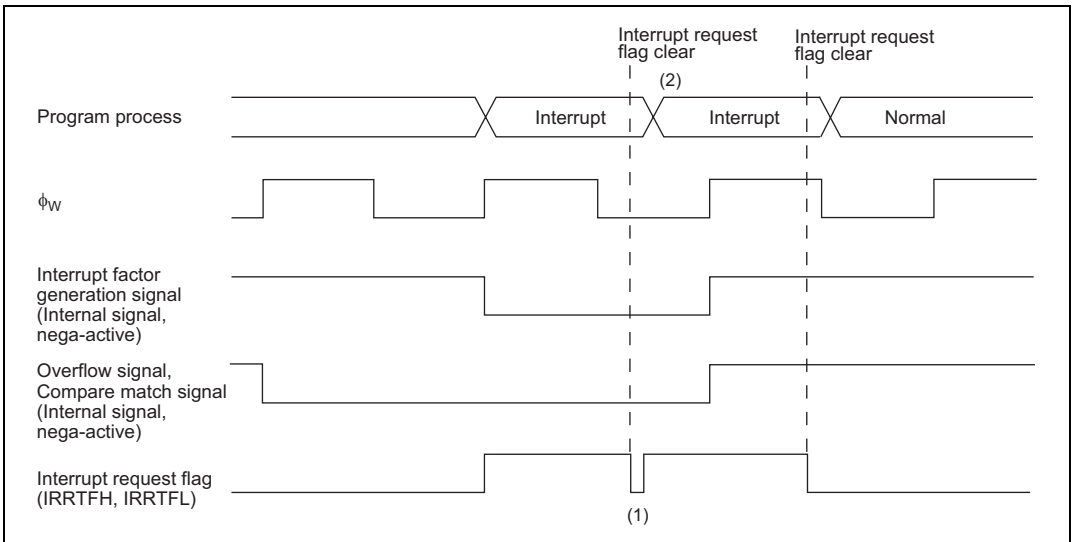 Interrupt request
flag clear
Interrupt request
flag clear
(2)
Program process
Interrupt
Interrupt
Normal
ϕW
Interrupt factor
generation signal
(Internal signal,
nega-active)
Overflow signal,
Compare match signal
(Internal signal,
nega-active)
Interrupt request flag
(IRRTFH, IRRTFL)
(1)